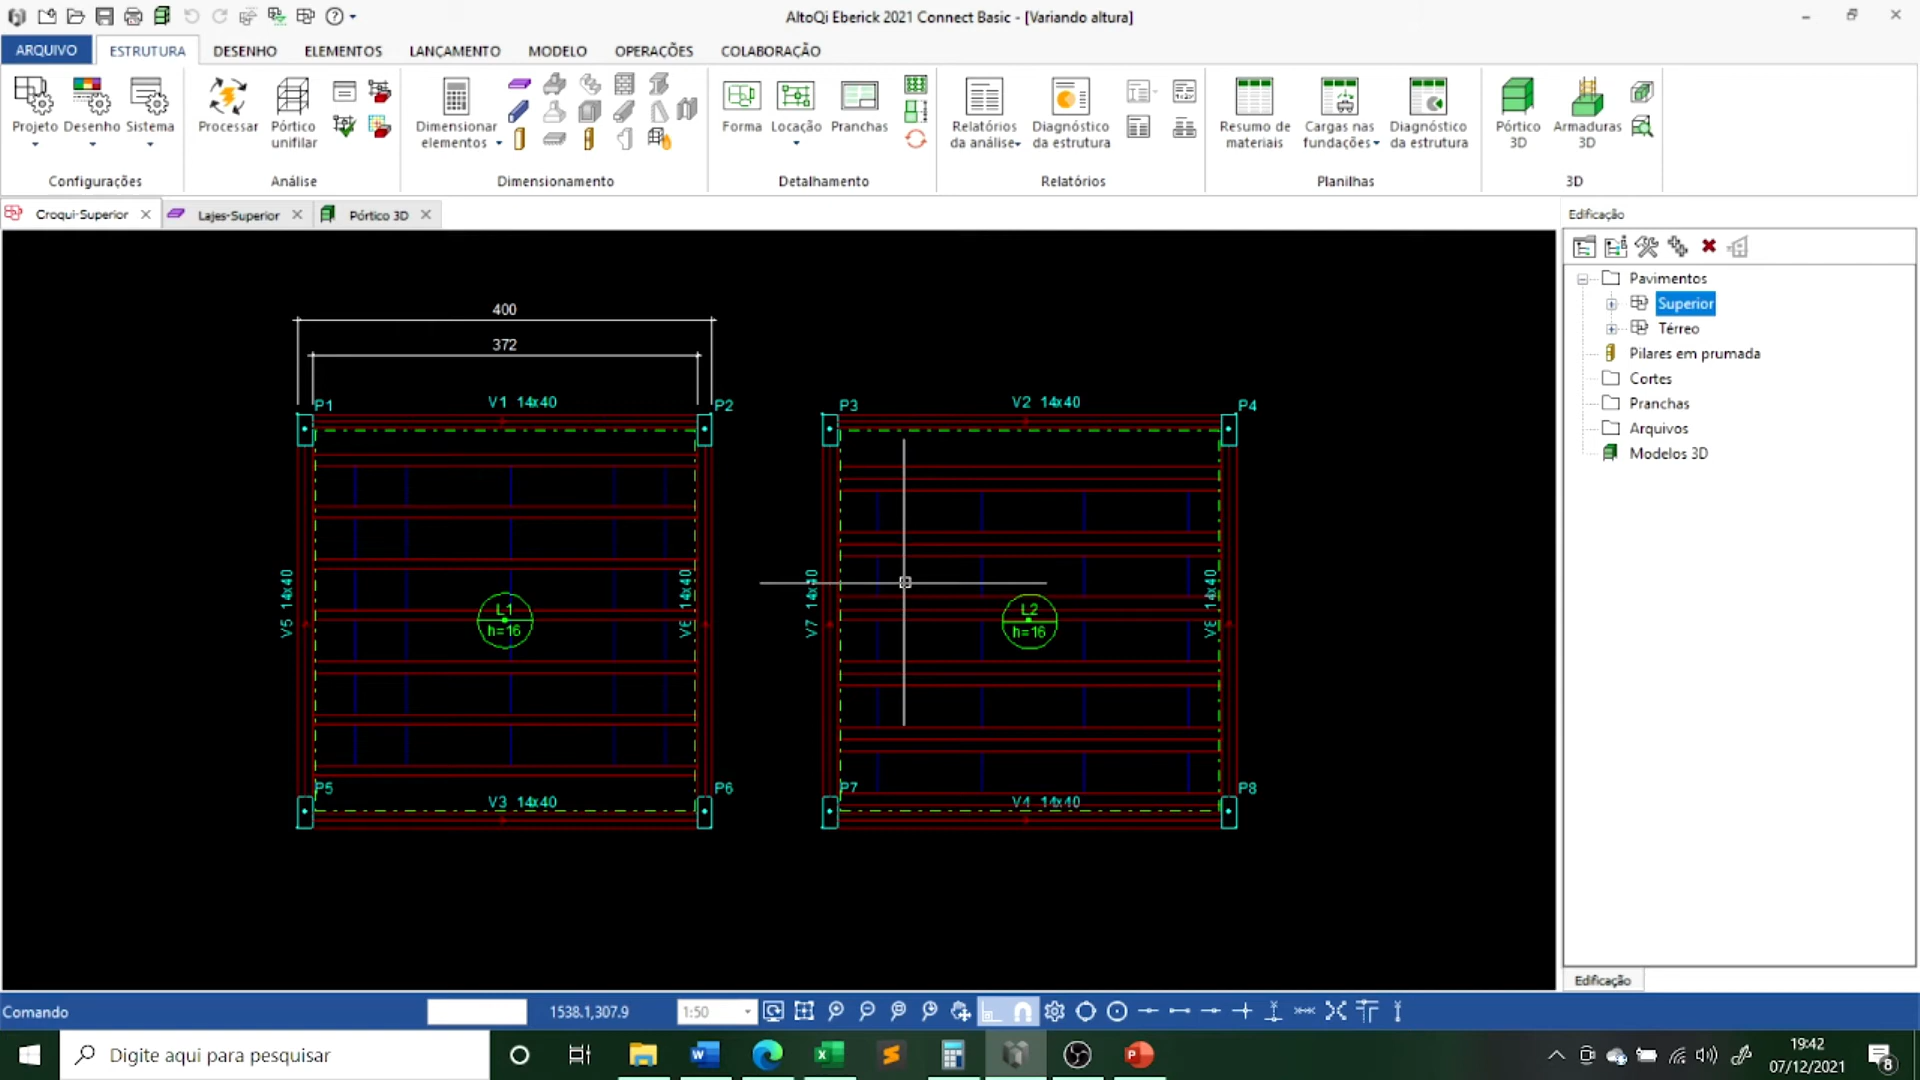 AltoQi Eberick 2021 Connect Basic - [Variando altura]
ARQUIVO ESTRUTURA DESENHO ELEMENTOS LANÇAMENTO MODELO OPERAÇÕES COLABORAÇÃO
Projeto Desenho Sistema
Configurações
Processar Pórtico unifilar
Análise
Dimensionar elementos
Dimensionamento
Forma Locação Pranchas
Detalhamento
Relatórios da análise Diagnóstico da estrutura
Relatórios
Resumo de materiais Cargas nas fundações Diagnóstico da estrutura
Planilhas
Pórtico 3D Armaduras 3D
3D
Croqui-Superior Lajes-Superior Pórtico 3D
Edificação
Pavimentos
Superior
Térreo
Pilares em prumada
Cortes
Pranchas
Arquivos
Modelos 3D
400
372
P1 V1 14x40 P2 P3 V2 14x40 P4
V5 14x40
L1
h=16
V6 14x40
V7 14x40
L2
h=16
V8 14x40
P5 V3 14x40 P6 P7 V4 14x40 P8
Edificação
Comando 1538.1,307.9 1:50
Digite aqui para pesquisar
19:42
07/12/2021
8